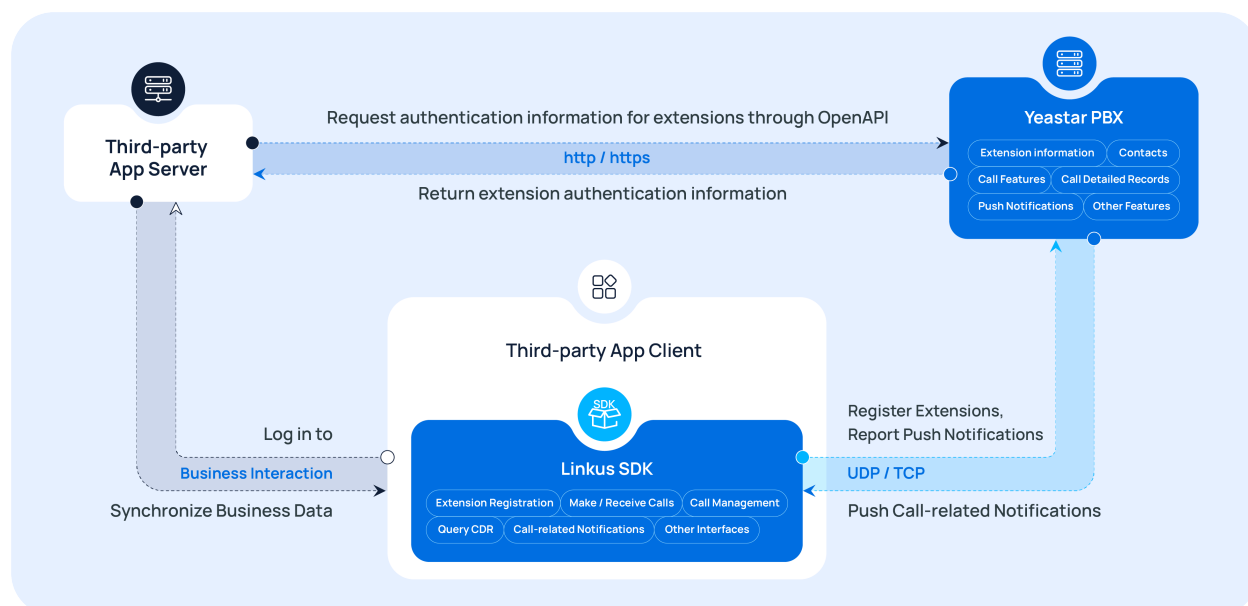 Third-party
App Server
Request authentication information for extensions through OpenAPI
http / https
Return extension authentication information
Yeastar PBX
Extension information
Contacts
Call Features
Call Detailed Records
Push Notifications
Other Features
Third-party App Client
SDK
Linkus SDK
Extension Registration
Make / Receive Calls
Call Management
Query CDR
Call-related Notifications
Other Interfaces
Log in to
Business Interaction
Synchronize Business Data
Register Extensions,
Report Push Notifications
UDP / TCP
Push Call-related Notifications